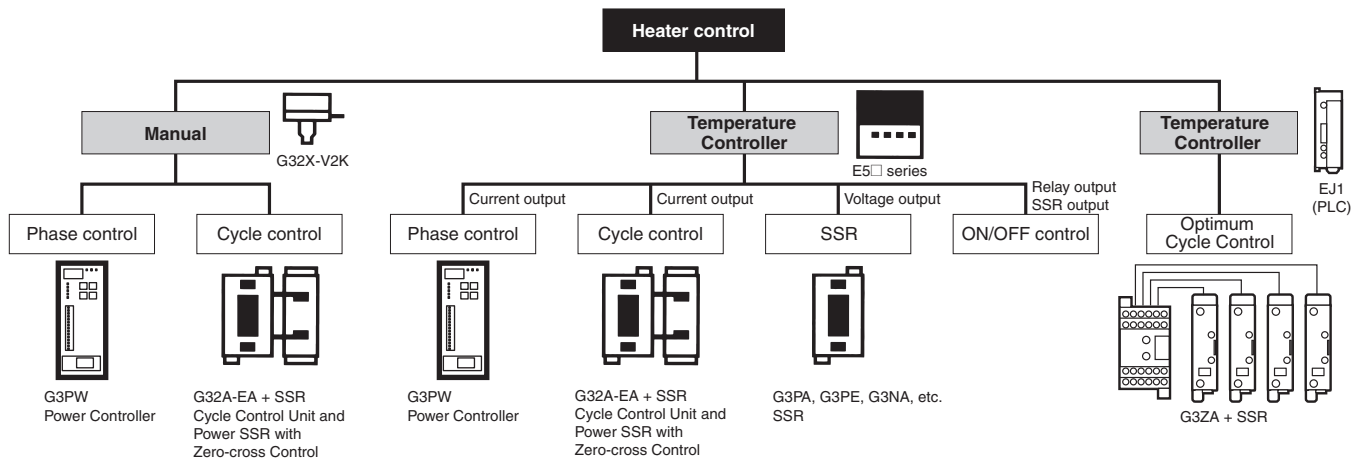 Heater control
Manual
G32X-V2K
Temperature
Controller
E5□ series
Temperature
Controller
EJ1
(PLC)
Current output
Current output
Voltage output
Relay output
SSR output
Phase control
Cycle control
Phase control
Cycle control
SSR
ON/OFF control
Optimum
Cycle Control
G3PW
Power Controller
G32A-EA + SSR
Cycle Control Unit and
Power SSR with
Zero-cross Control
G3PW
Power Controller
G32A-EA + SSR
Cycle Control Unit and
Power SSR with
Zero-cross Control
G3PA, G3PE, G3NA, etc.
SSR
G3ZA + SSR